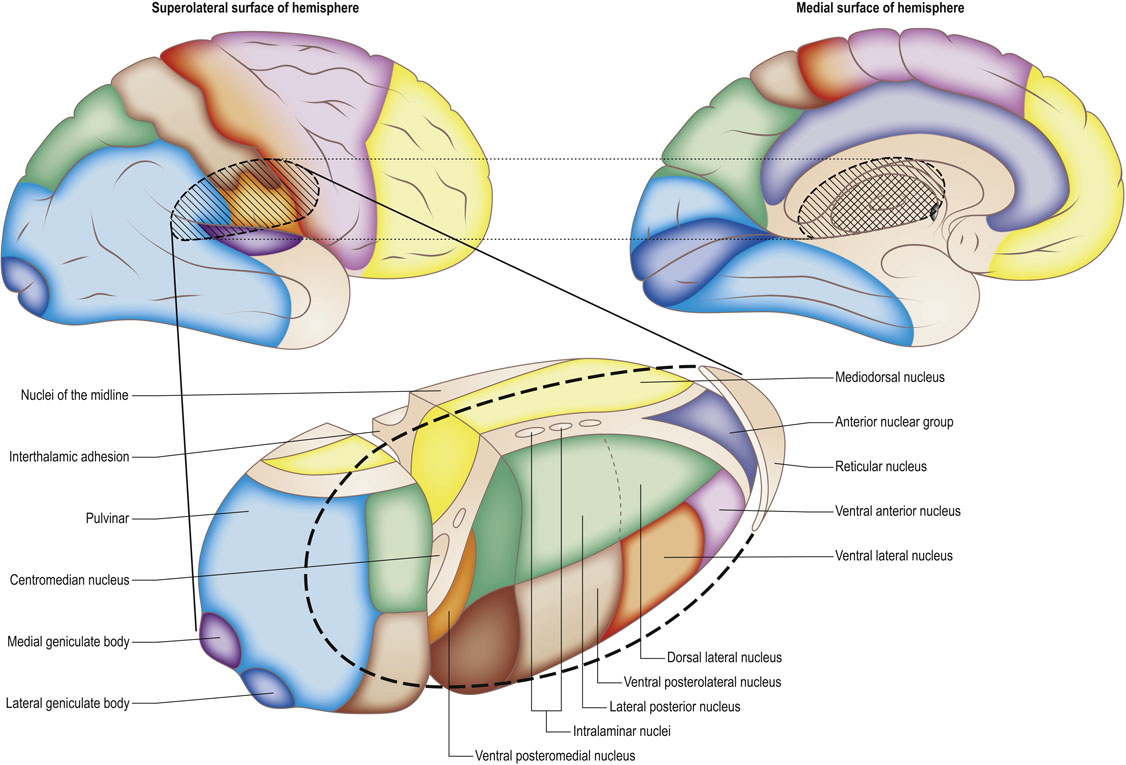 Superolateral surface of hemisphere
Medial surface of hemisphere
Nuclei of the midline
Interthalamic adhesion
Pulvinar
Centromedian nucleus
Medial geniculate body
Lateral geniculate body
Mediodorsal nucleus
Anterior nuclear group
Reticular nucleus
Ventral anterior nucleus
Ventral lateral nucleus
Dorsal lateral nucleus
Ventral posterolateral nucleus
Lateral posterior nucleus
Intralaminar nuclei
Ventral posteromedial nucleus